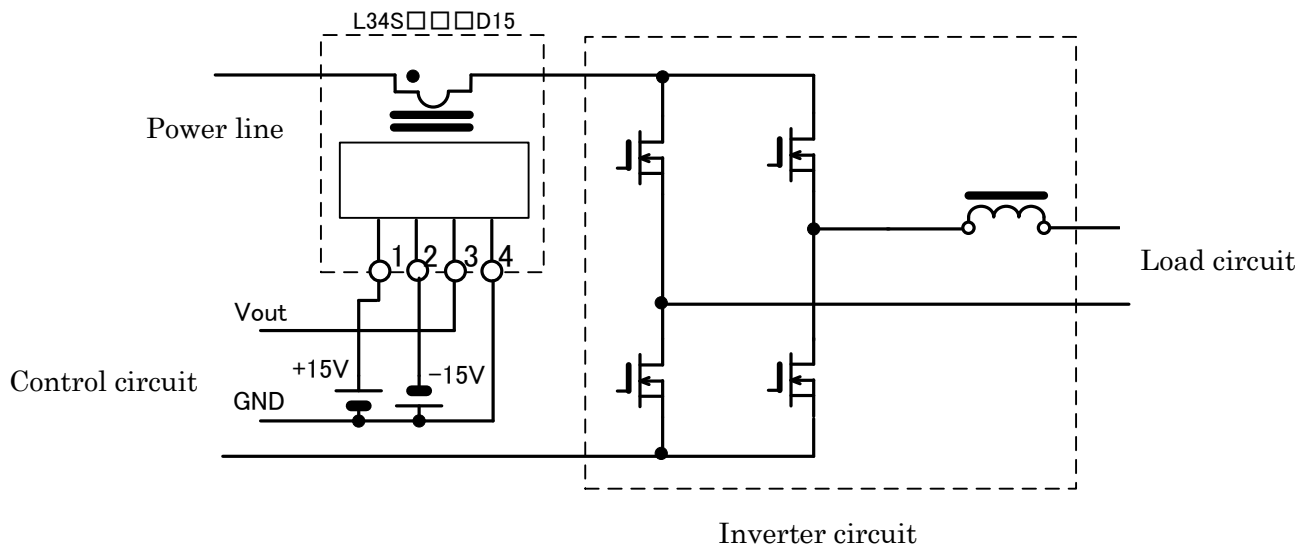 L34S□□□D15
Power line
1 2 3 4
Load circuit
Vout
+15V
−15V
Control circuit
GND
Inverter circuit